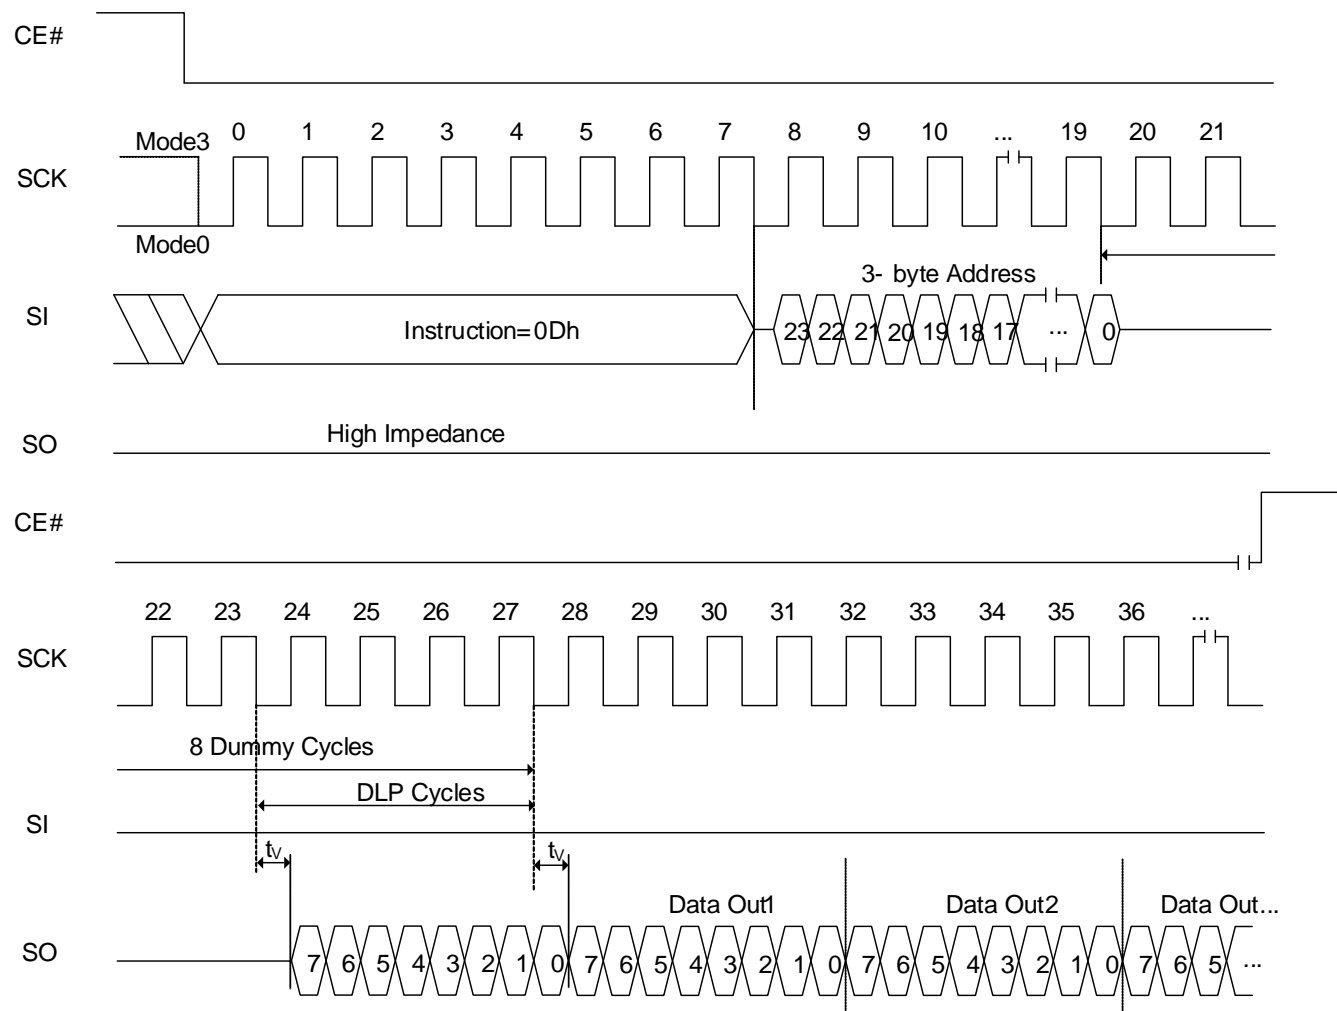 CE#
0 1 2 3 4 5 6 7 8 9 10 ... 19 20 21
Mode3
SCK
Mode0
3- byte Address
SI
Instruction=0Dh
23 22 21 20 19 18 17 ... 0
High Impedance
SO
CE#
22 23 24 25 26 27 28 29 30 31 32 33 34 35 36 ...
SCK
8 Dummy Cycles
DLP Cycles
SI
tV tV
Data Out1 Data Out2 Data Out...
SO
7 6 5 4 3 2 1 0 7 6 5 4 3 2 1 0 7 6 5 4 3 2 1 0 7 6 5 ...